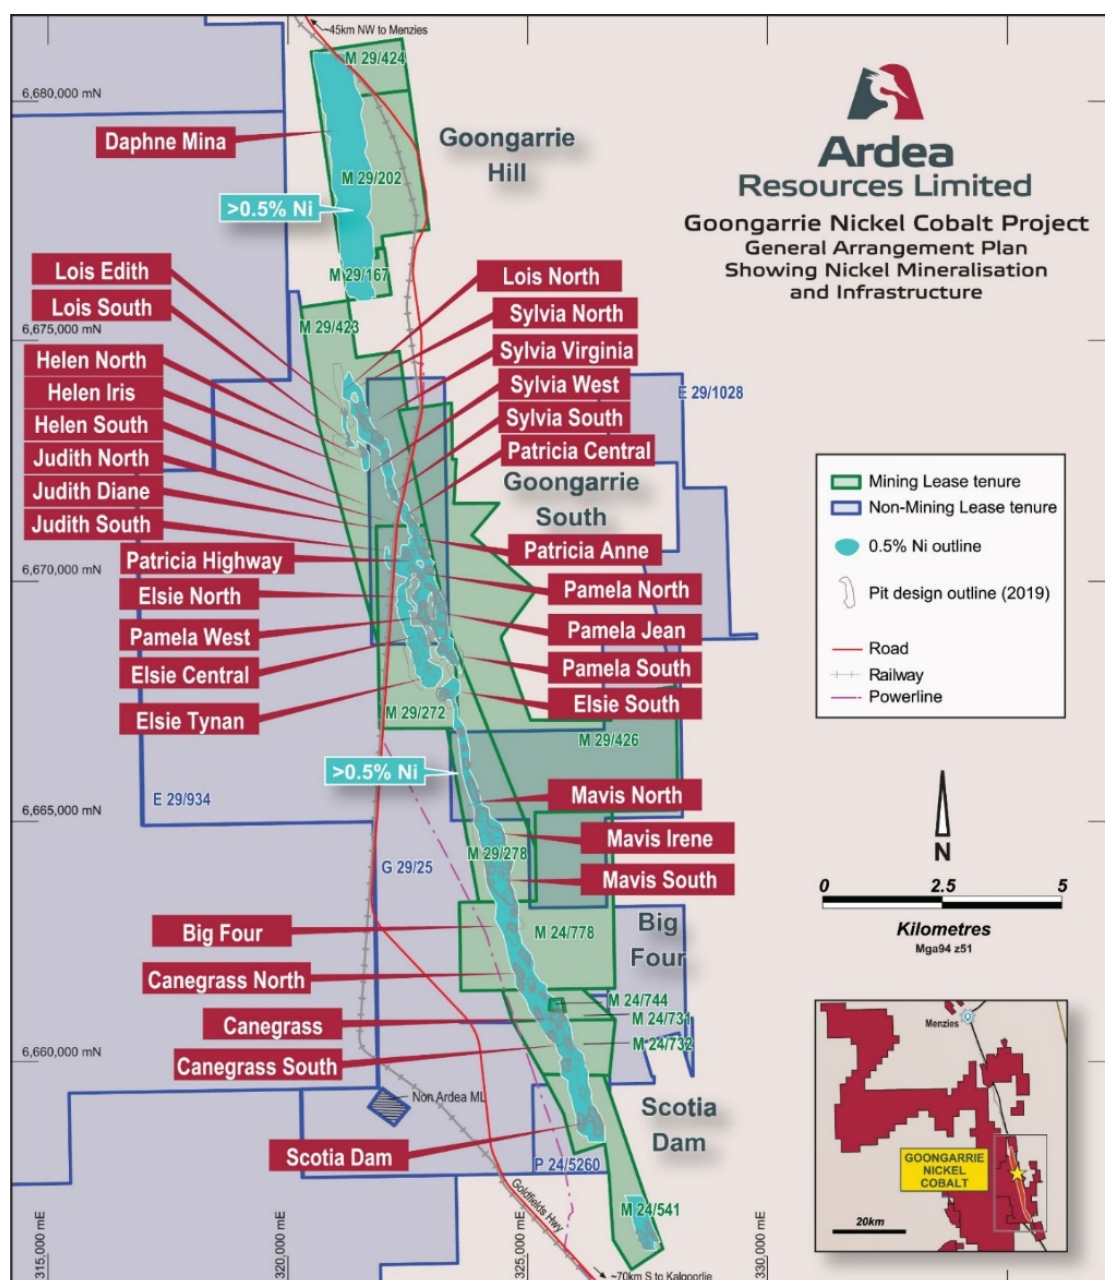 ~45km NW to Menzies
M 29/424
6,680,000 mN
Daphne Mina
Goongarrie
Hill
M 29/202
>0.5% Ni
M 29/167
Ardea
Resources Limited
Goongarrie Nickel Cobalt Project
General Arrangement Plan
Showing Nickel Mineralisation
and Infrastructure
Lois Edith
Lois South
Lois North
Sylvia North
M 29/423
6,675,000 mN
Helen North
Helen Iris
Helen South
Judith North
Judith Diane
Judith South
Sylvia Virginia
Sylvia West
Sylvia South
Patricia Central
E 29/1028
Goongarrie
South
Patricia Highway
Patricia Anne
6,670,000 mN
Elsie North
Pamela North
Pamela West
Pamela Jean
Elsie Central
Pamela South
Elsie Tynan
Elsie South
M 29/272
M 29/426
>0.5% Ni
E 29/934
Mavis North
6,665,000 mN
Mavis Irene
M 29/278
G 29/25
Mavis South
Big Four
M 24/778
Big
Four
Canegrass North
M 24/744
M 24/731
Canegrass
M 24/732
Canegrass South
6,660,000 mN
Non Ardea ML
Scotia
Dam
Scotia Dam
P 24/5260
Goldfields Hwy
M 24/541
315,000 mE
320,000 mE
325,000 mE
330,000 mE
~70km S to Kalgoorlie
Mining Lease tenure
Non-Mining Lease tenure
0.5% Ni outline
Pit design outline (2019)
Road
Railway
Powerline
N
0 2.5 5
Kilometres
Mga94 z51
Menzies
GOONGARRIE
NICKEL
COBALT
20km